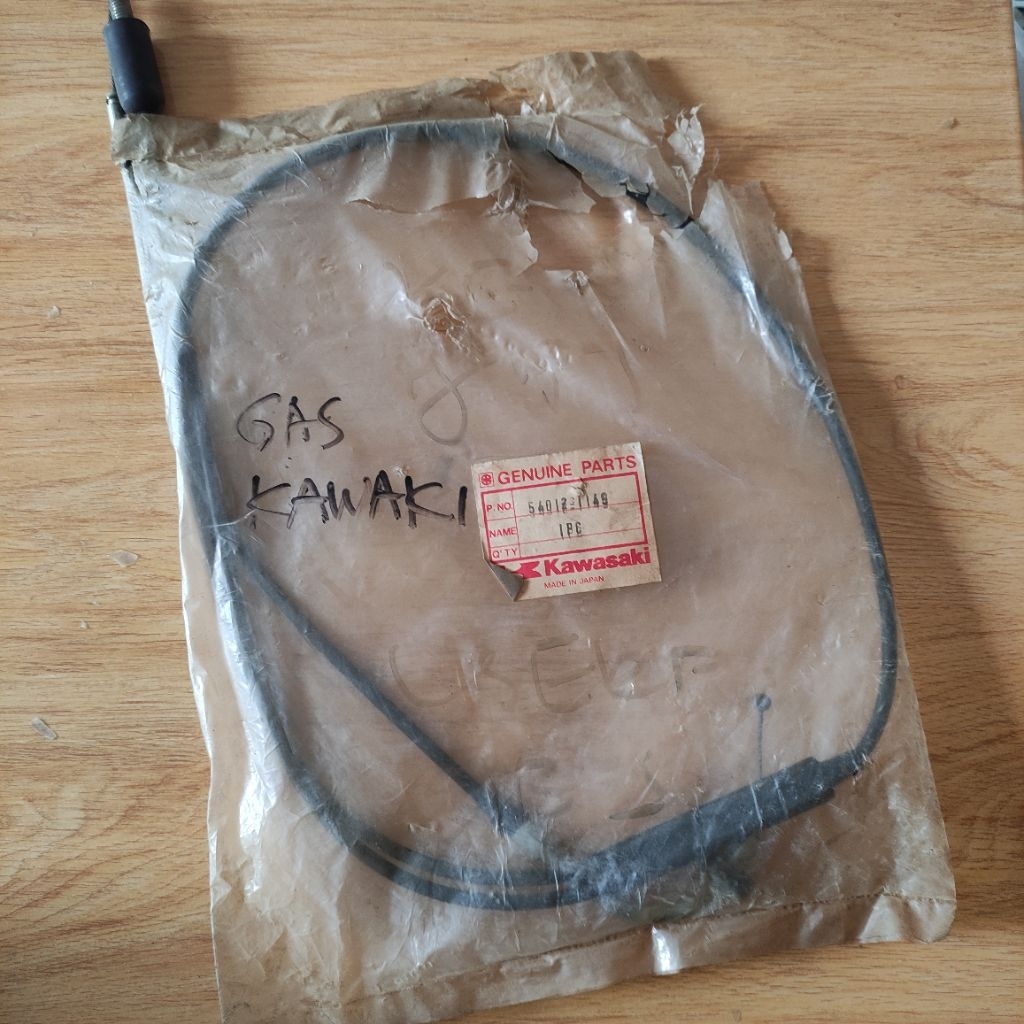 GAS
KAWAKI
GENUINE PARTS
P NO. 54012-1149
NAME 1PC
Q'TY
Kawasaki
MADE IN JAPAN